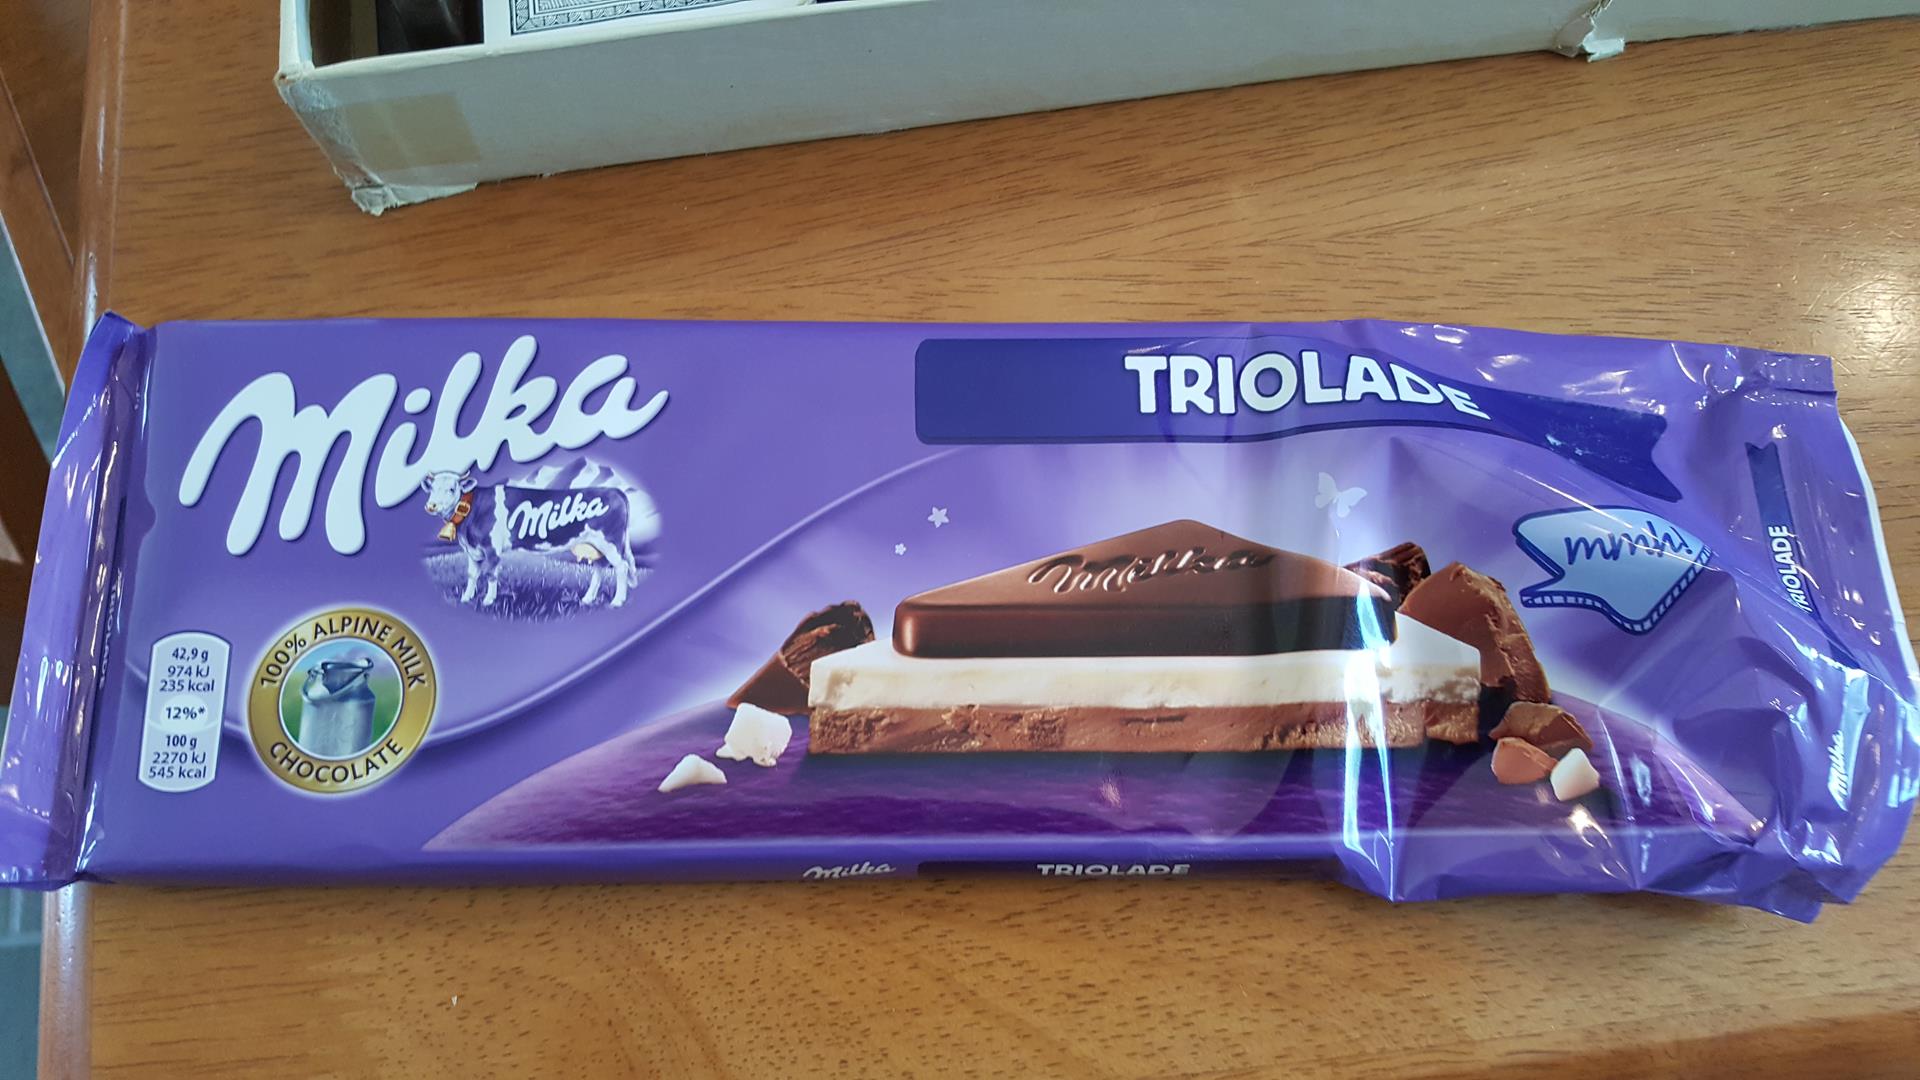 Milka
Milka
TRIOLADE
mmh!
Milka
100% ALPINE MILK
CHOCOLATE
42,9 g
974 kJ
235 kcal
12%*
100 g
2270 kJ
545 kcal
Milka TRIOLADE
TRIOLADE
Milka